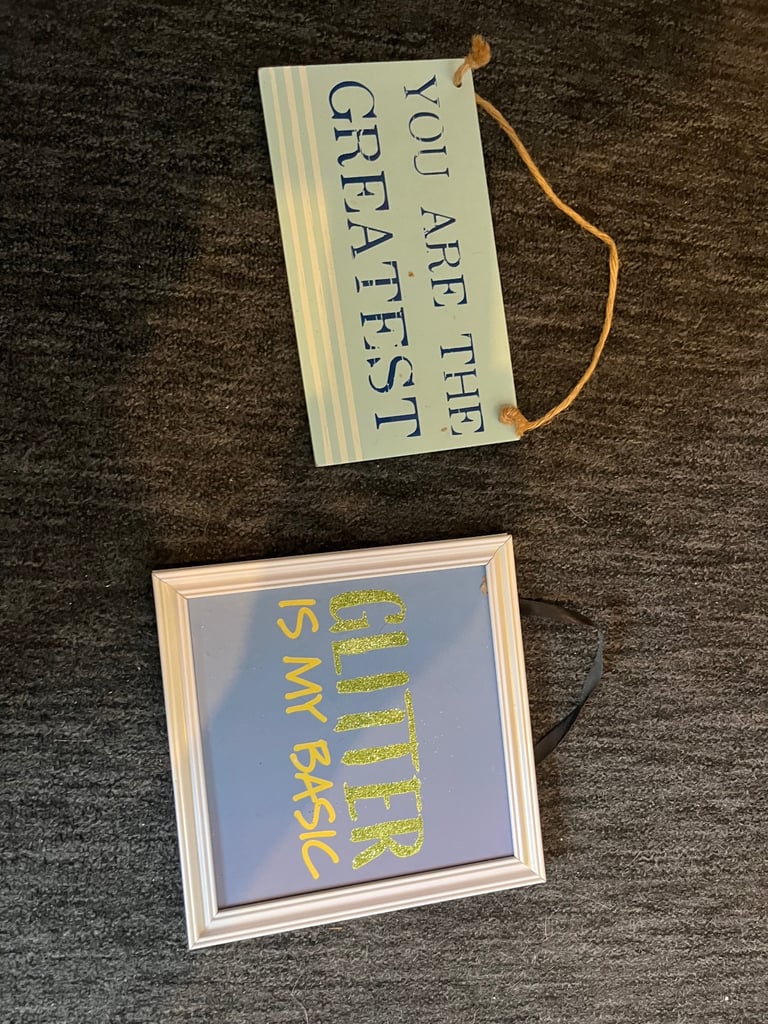 YOU ARE THE
GREATEST
GLITTER
IS MY BASIC